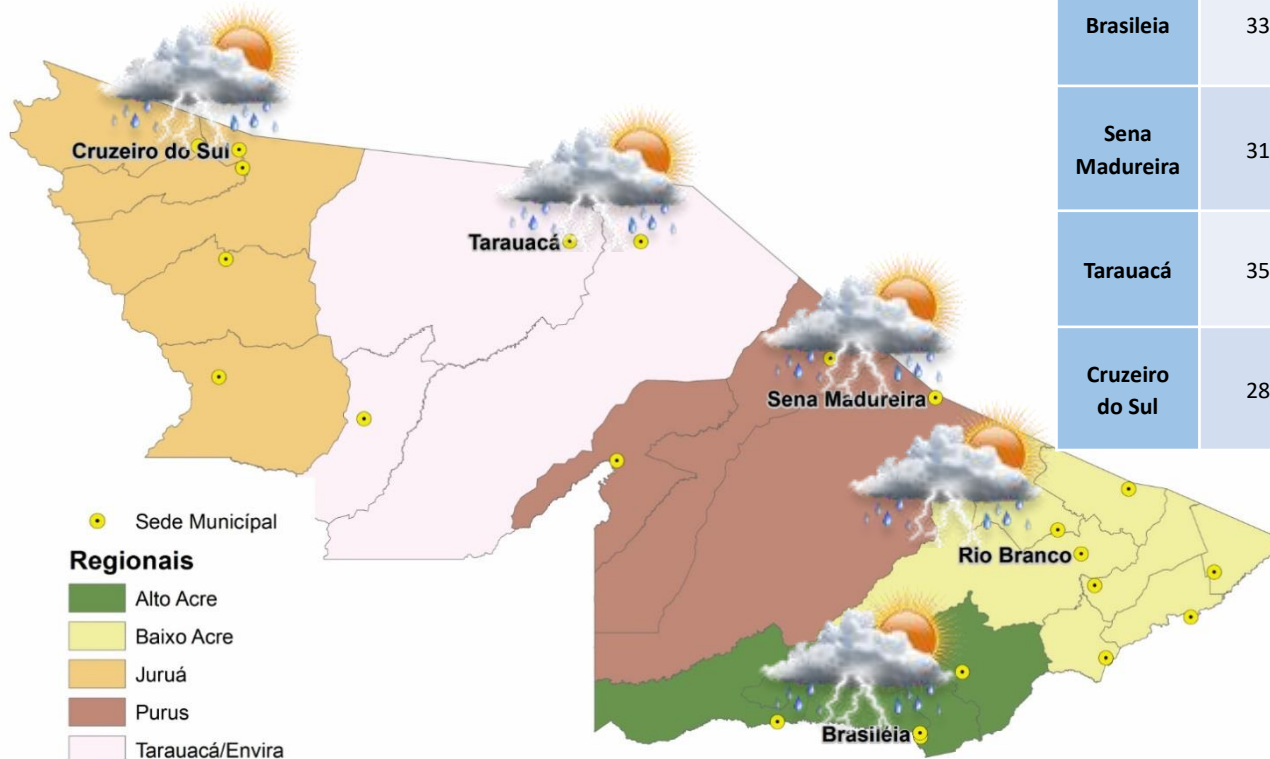 Brasileia 33
Sena
Madureira
31
Tarauacá 35
Cruzeiro
do Sul
28
Cruzeiro do Sul
Tarauacá
Sena Madureira
Rio Branco
Brasiléia
Sede Municípal
Regionais
Alto Acre
Baixo Acre
Juruá
Purus
Tarauacá/Envira